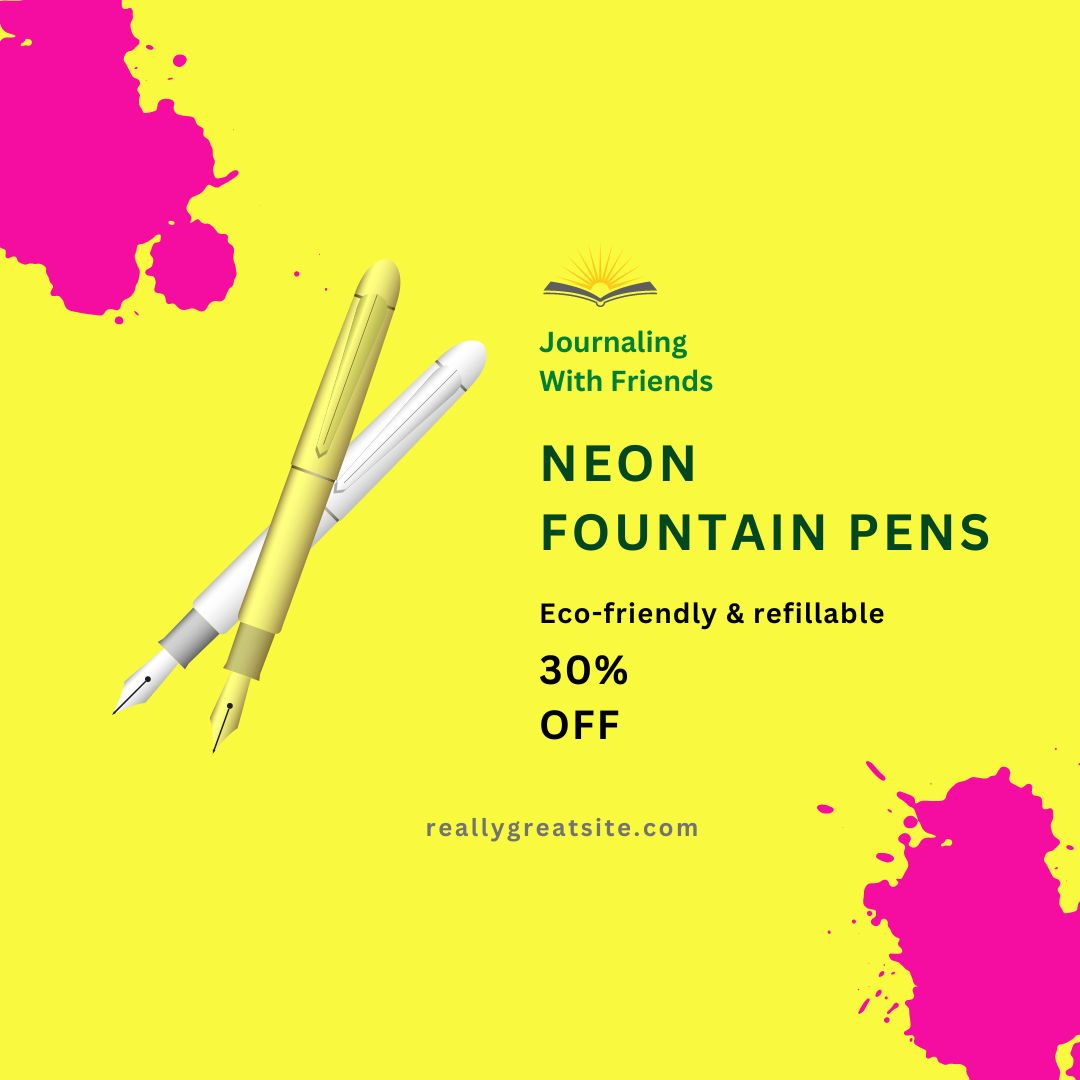 Journaling
With Friends
NEON
FOUNTAIN PENS
Eco-friendly & refillable
30%
OFF
reallygreatsite.com